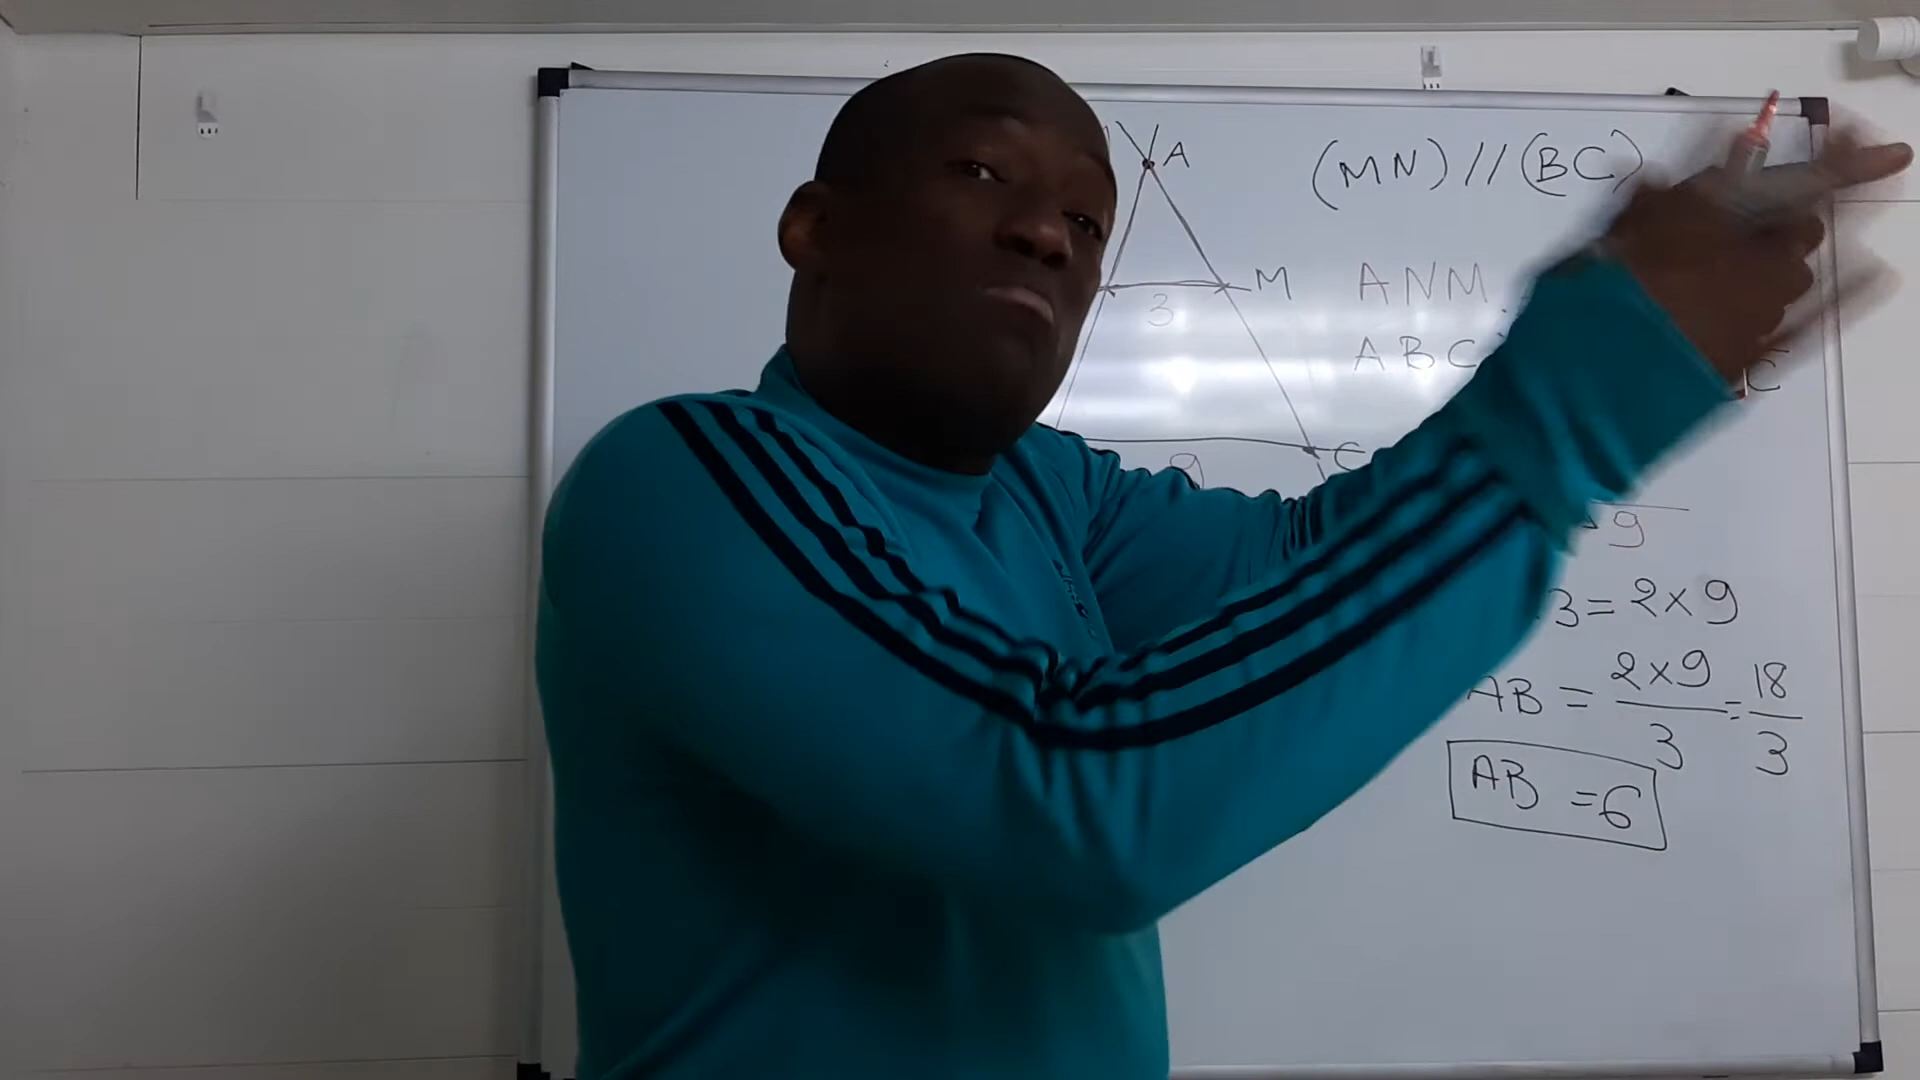 A
(MN) // (BC)
M
ANM
3
ABC
C
C
9
9
3 = 2 x 9
AB = 2 x 9 / 3 = 18 / 3
AB = 6